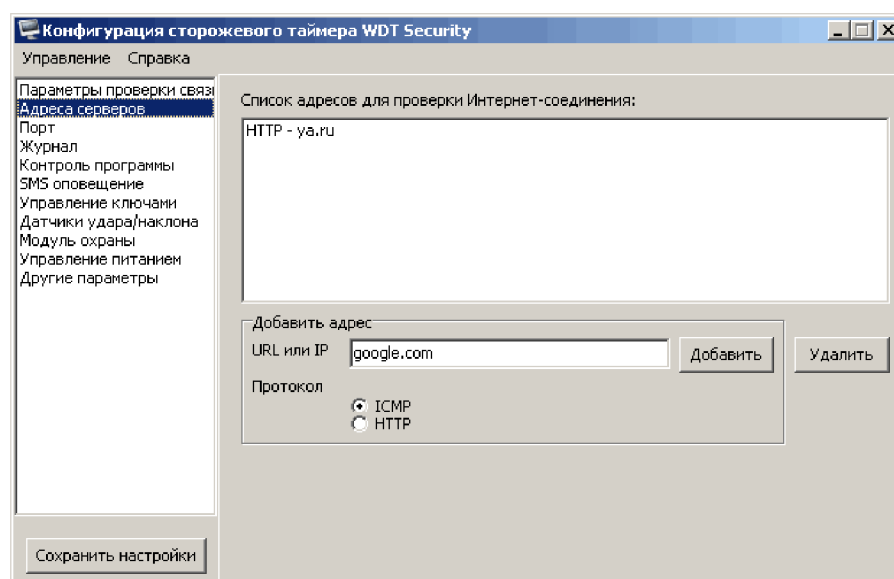 Конфигурация сторожевого таймера WDT Security
Управление Справка
Параметры проверки связи
Адреса серверов
Порт
Журнал
Контроль программы
SMS оповещение
Управление ключами
Датчики удара/наклона
Модуль охраны
Управление питанием
Другие параметры
Сохранить настройки
Список адресов для проверки Интернет-соединения:
HTTP - ya.ru
Добавить адрес
URL или IP google.com Добавить Удалить
Протокол
ICMP
HTTP